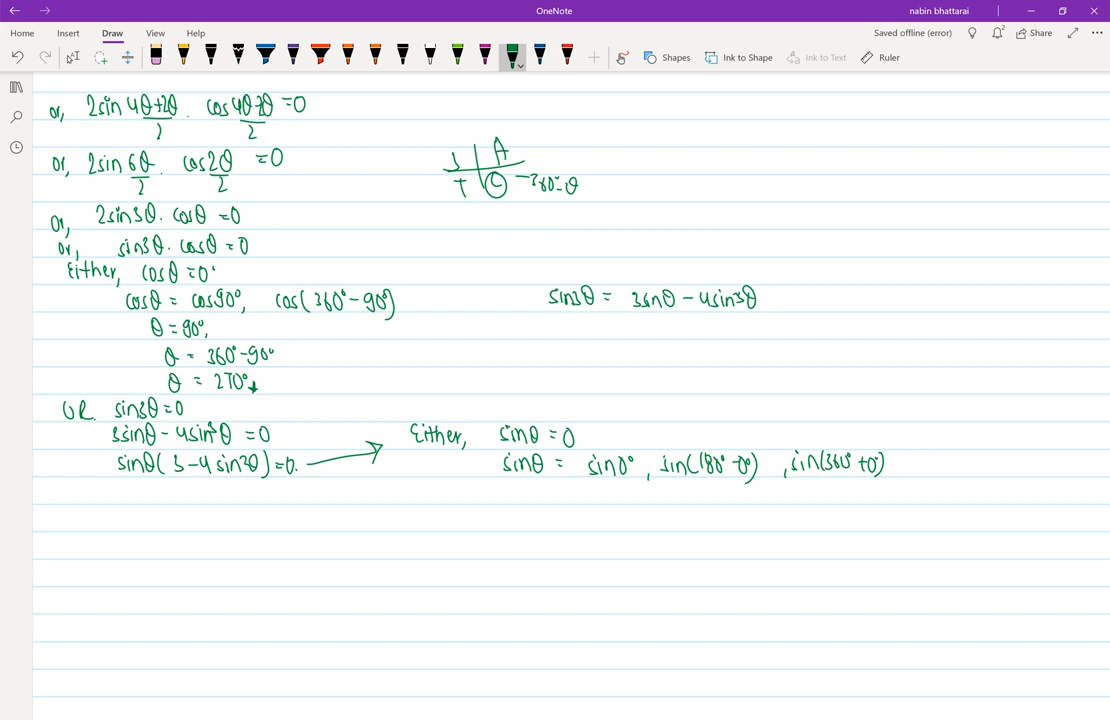 OneNote
nabin bhattarai
Home Insert Draw View Help
Saved offline (error)
2
Share
Shapes
Ink to Shape
Ink to Text
Ruler
or, 2sin 4θ+2θ/2 . cos 4θ-2θ/2 =0
or, 2sin 6θ/2 . cos 2θ/2 =0
S A
T C -360°-θ
Or, 2sin3θ. cosθ =0
or, sin3θ. cosθ =0
Either, cosθ =0°
cosθ = cos90°, cos(360°-90°)
sin3θ = 3sinθ - 4sin3θ
θ = 90°,
θ = 360°-90°
θ = 270°
OR. sin3θ =0
3sinθ - 4sin³θ =0
sinθ( 3-4 sin2θ)=0.
Either, sinθ =0
sinθ = sin0° , sin(180°-0°) ,sin(360°+0°)